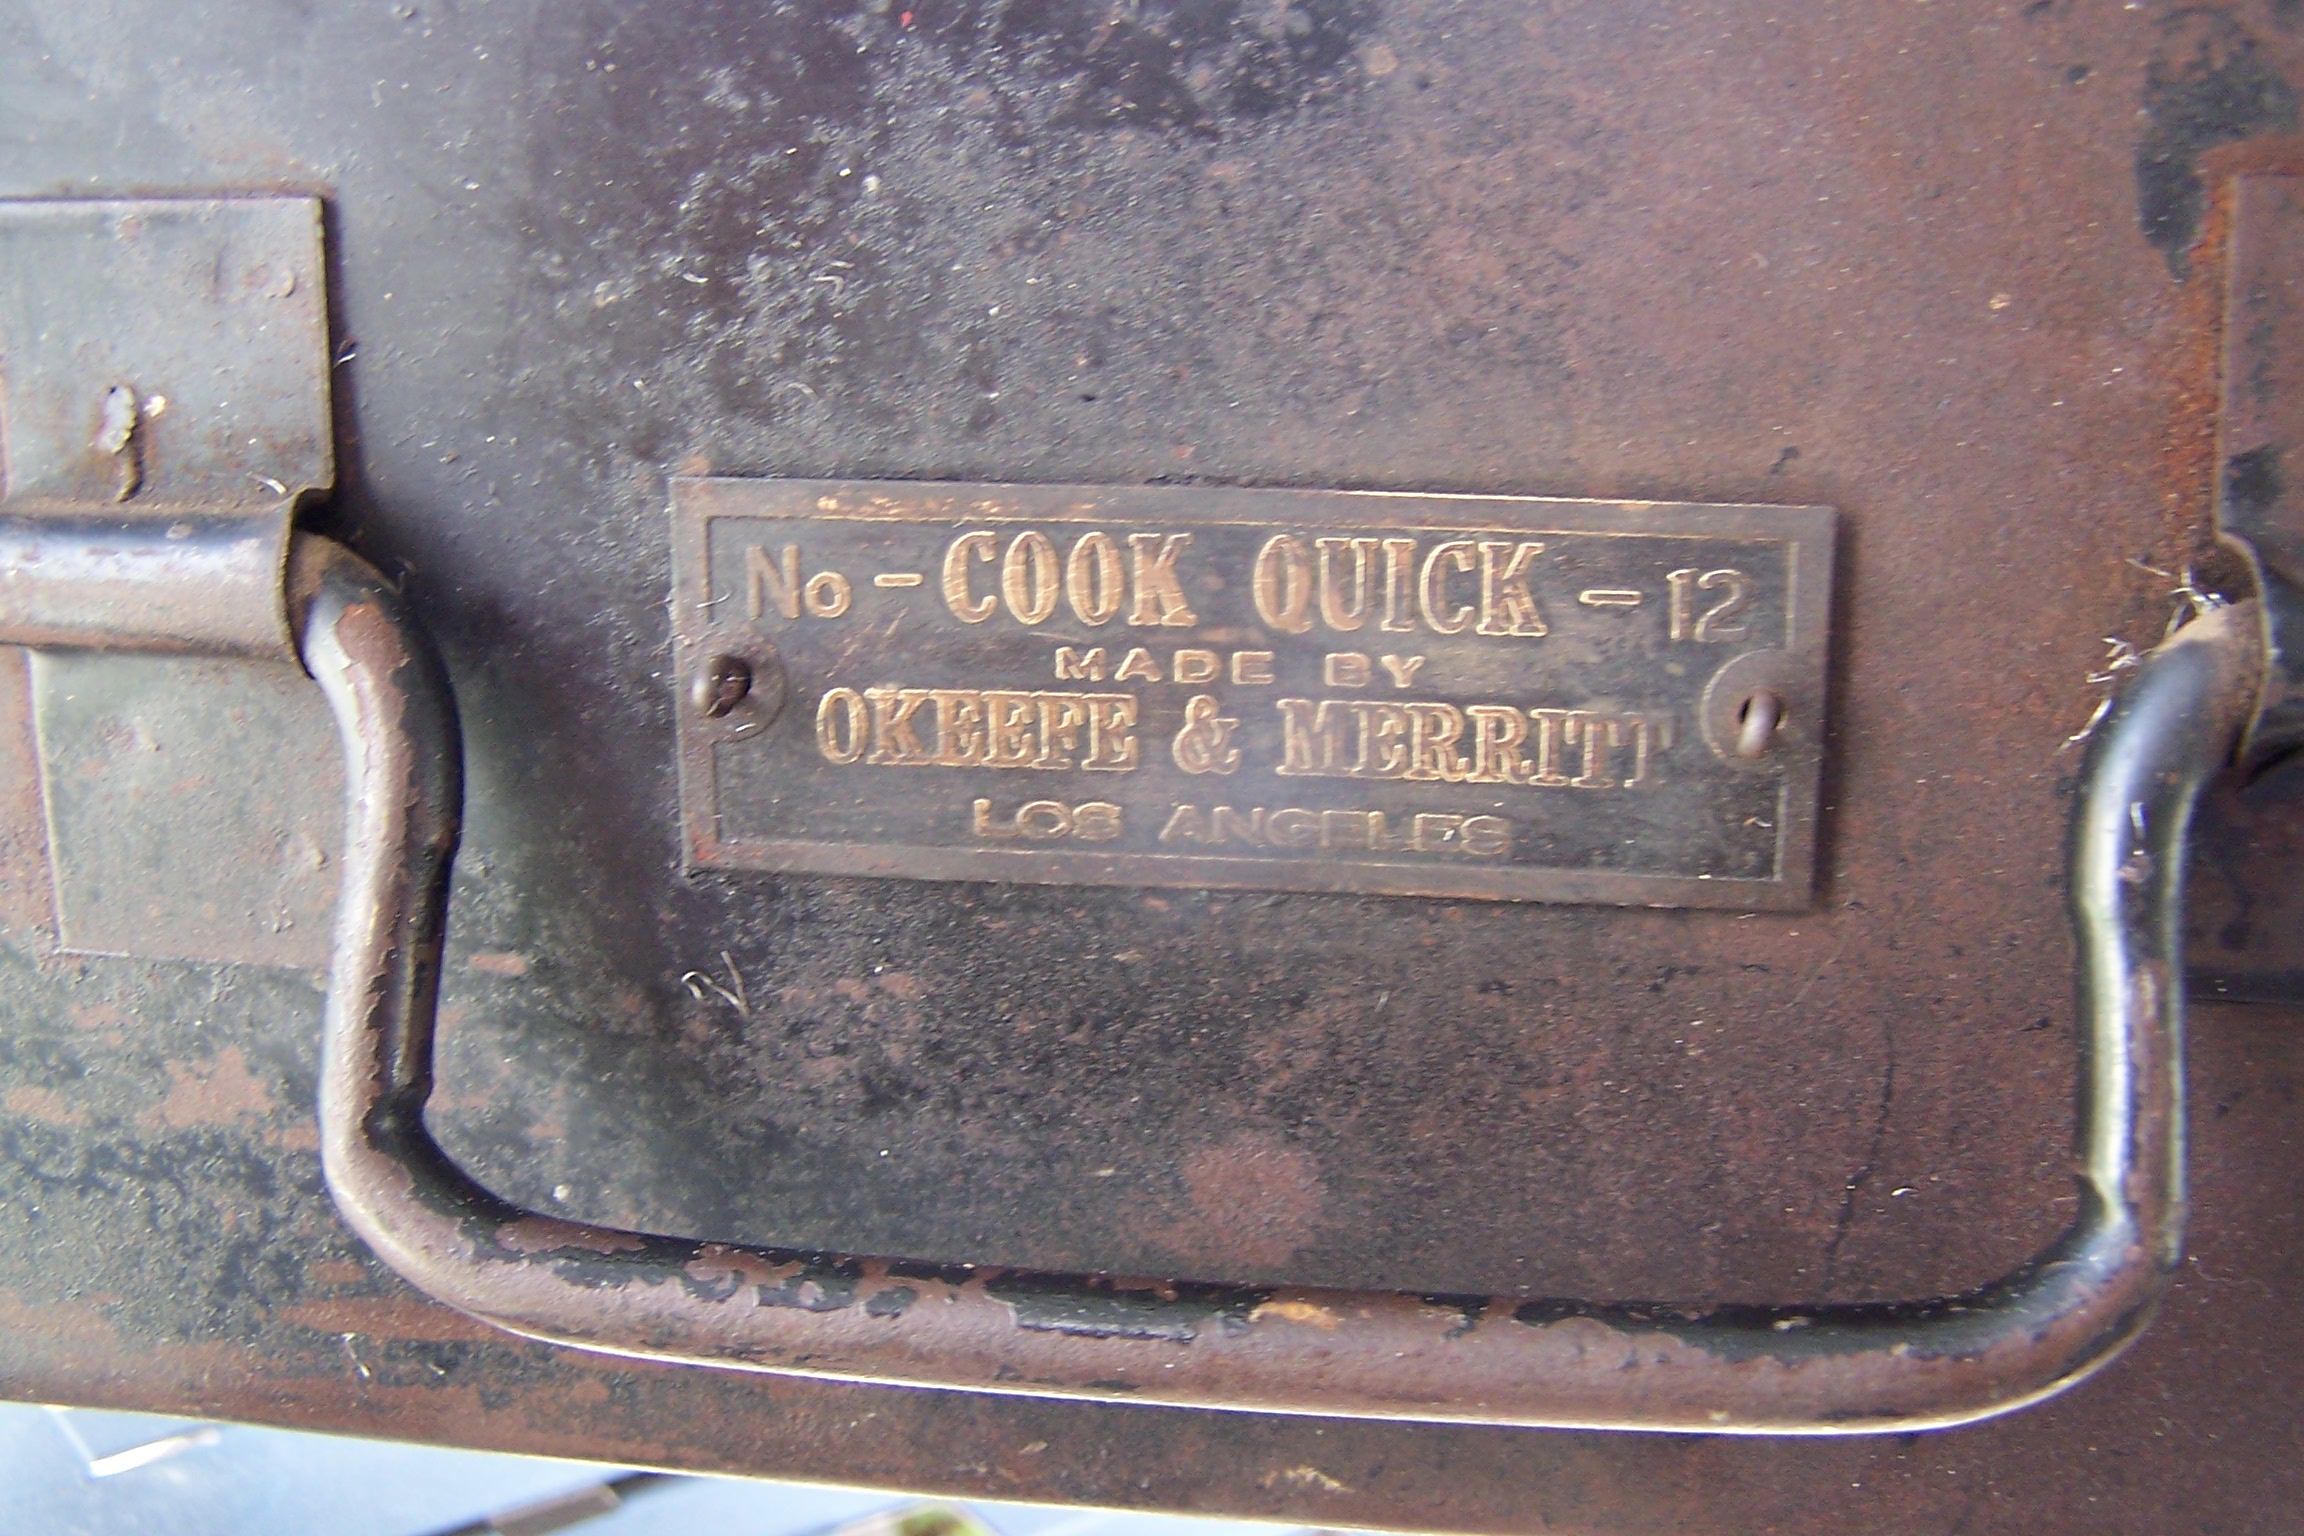 No - COOK QUICK - 12
MADE BY
OKEEFE & MERRITT
LOS ANGELES